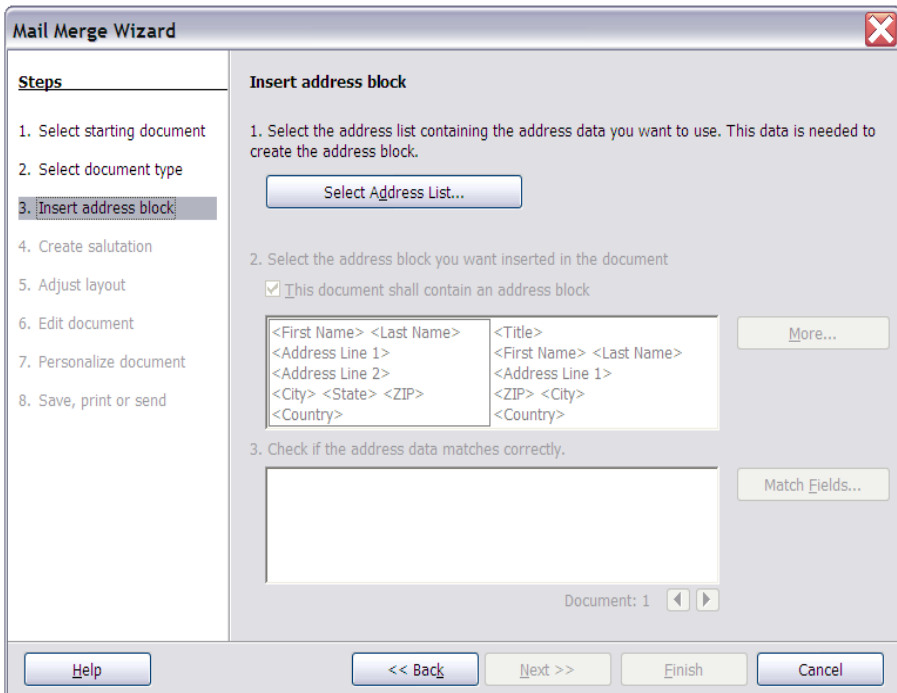 Mail Merge Wizard
Steps
1. Select starting document
2. Select document type
3. Insert address block
4. Create salutation
5. Adjust layout
6. Edit document
7. Personalize document
8. Save, print or send
Insert address block
1. Select the address list containing the address data you want to use. This data is needed to
create the address block.
Select Address List...
2. Select the address block you want inserted in the document
This document shall contain an address block
<First Name> <Last Name>
<Address Line 1>
<Address Line 2>
<City> <State> <ZIP>
<Country>
<Title>
<First Name> <Last Name>
<Address Line 1>
<ZIP> <City>
<Country>
More...
3. Check if the address data matches correctly.
Match Fields...
Document: 1
Help
<< Back
Next >>
Finish
Cancel